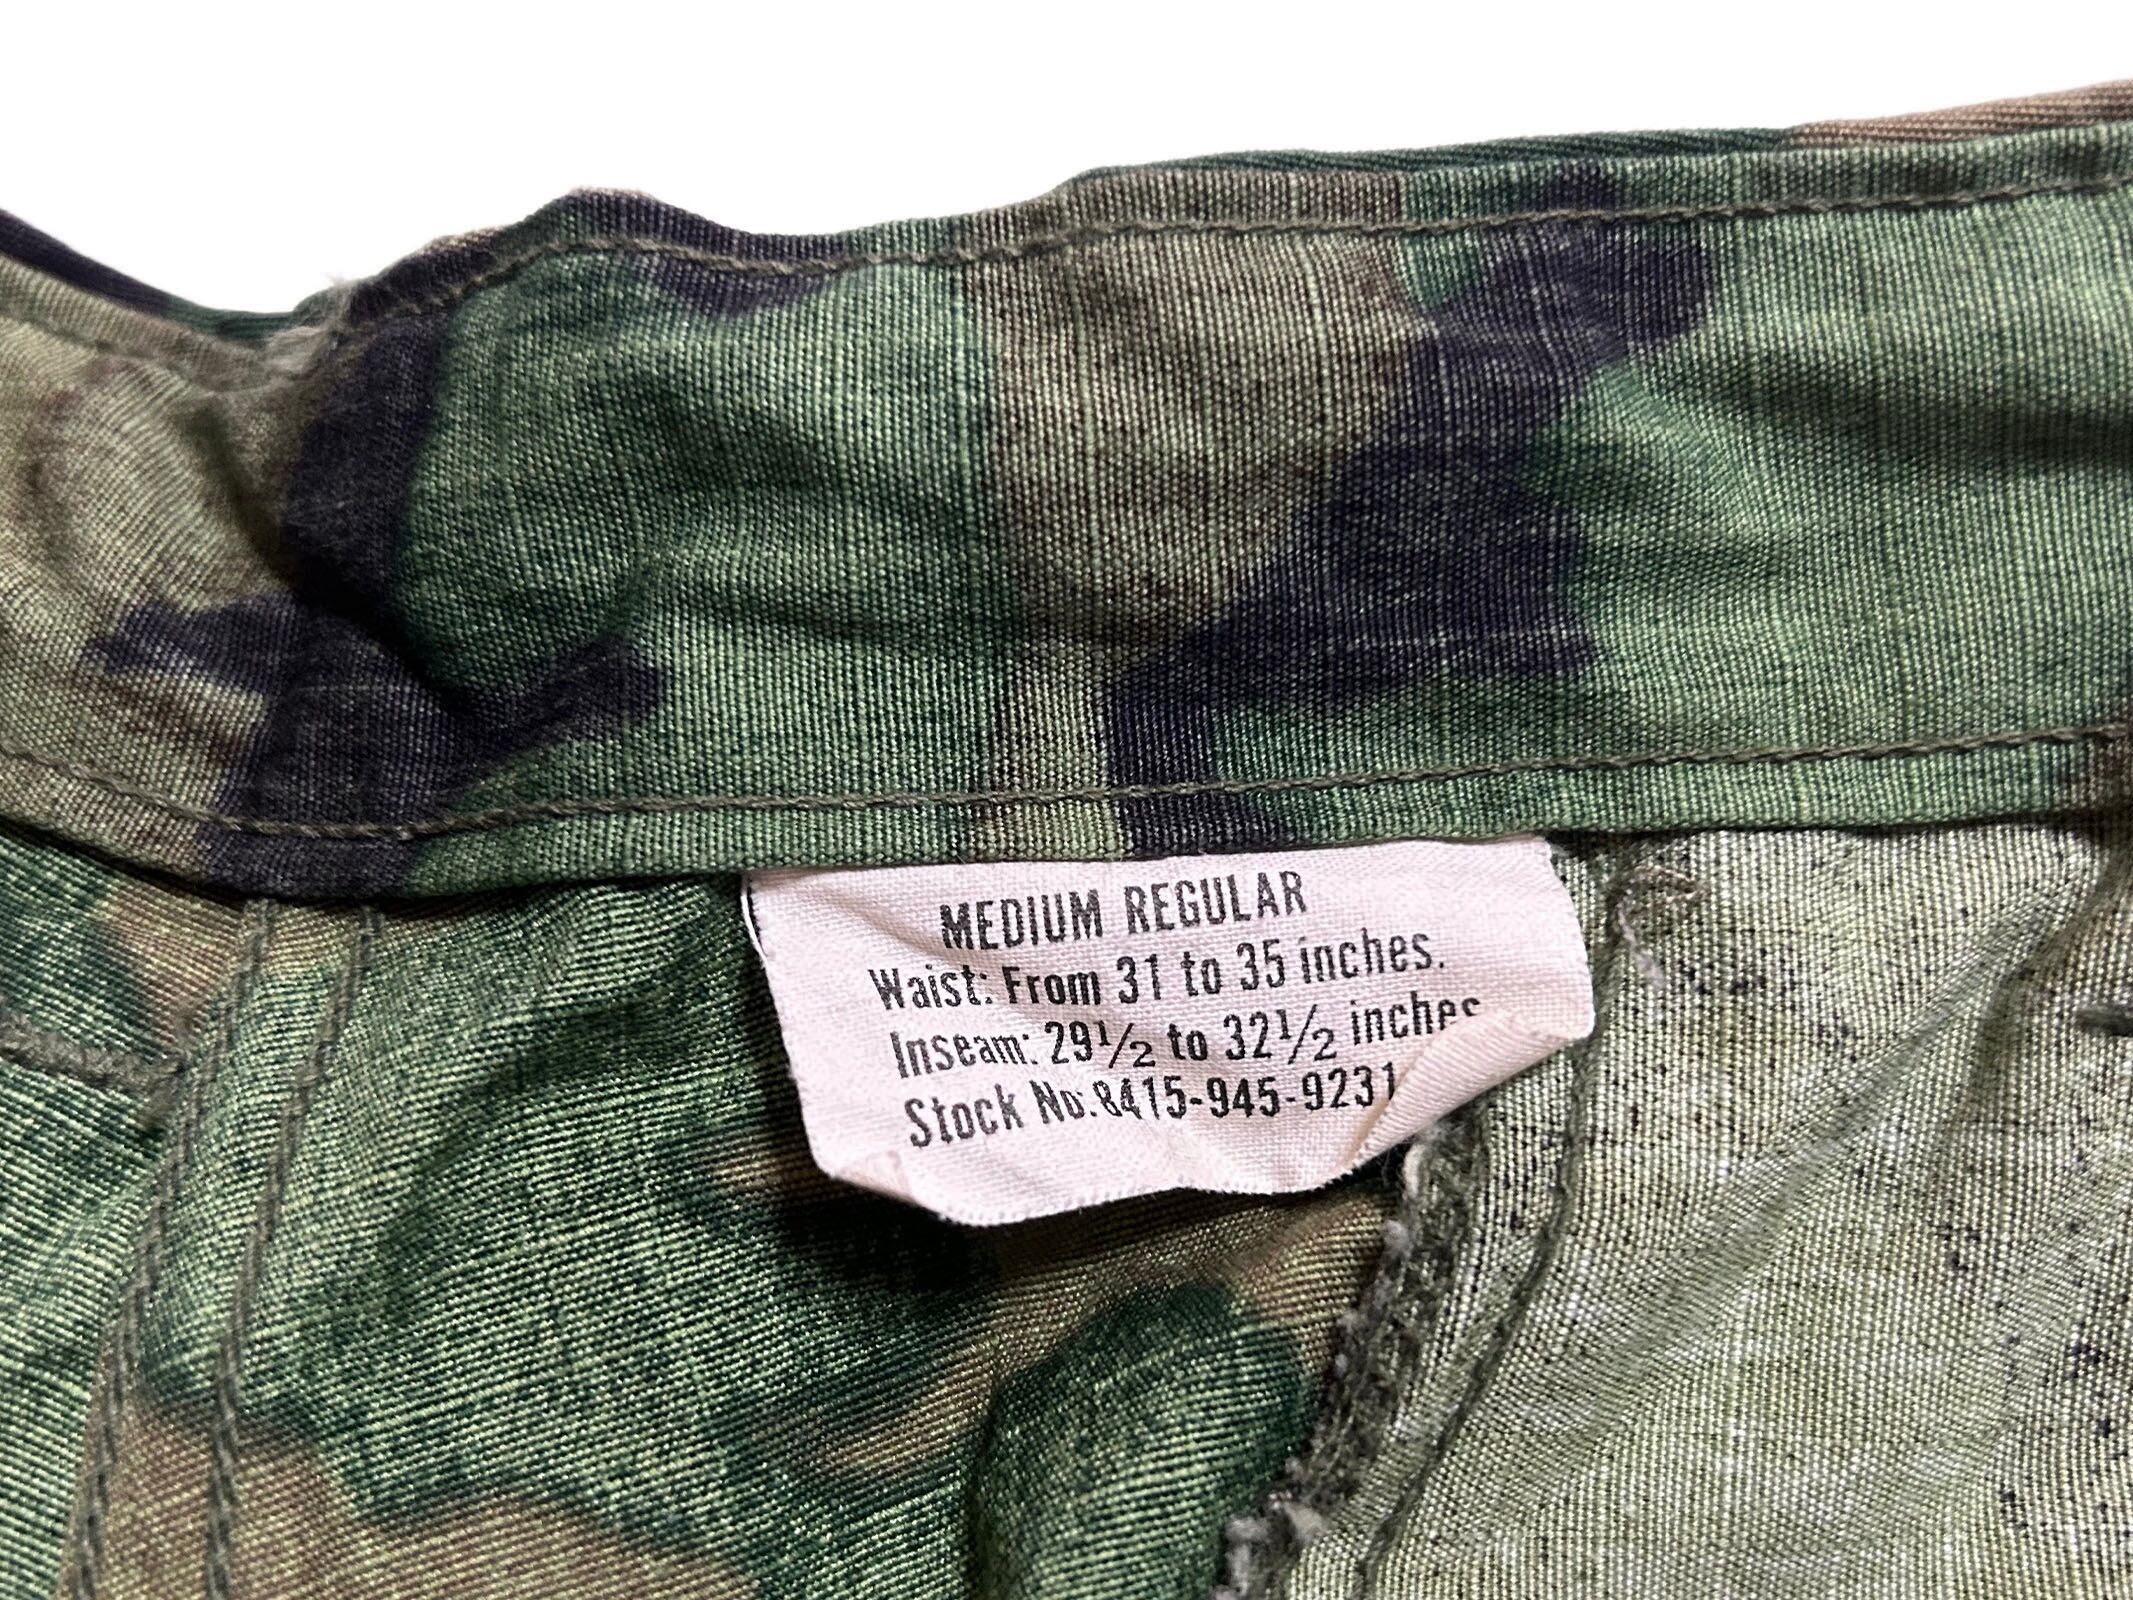 MEDIUM REGULAR
Waist: From 31 to 35 inches.
Inseam: 29½ to 32½ inches
Stock No. 8415-945-9231